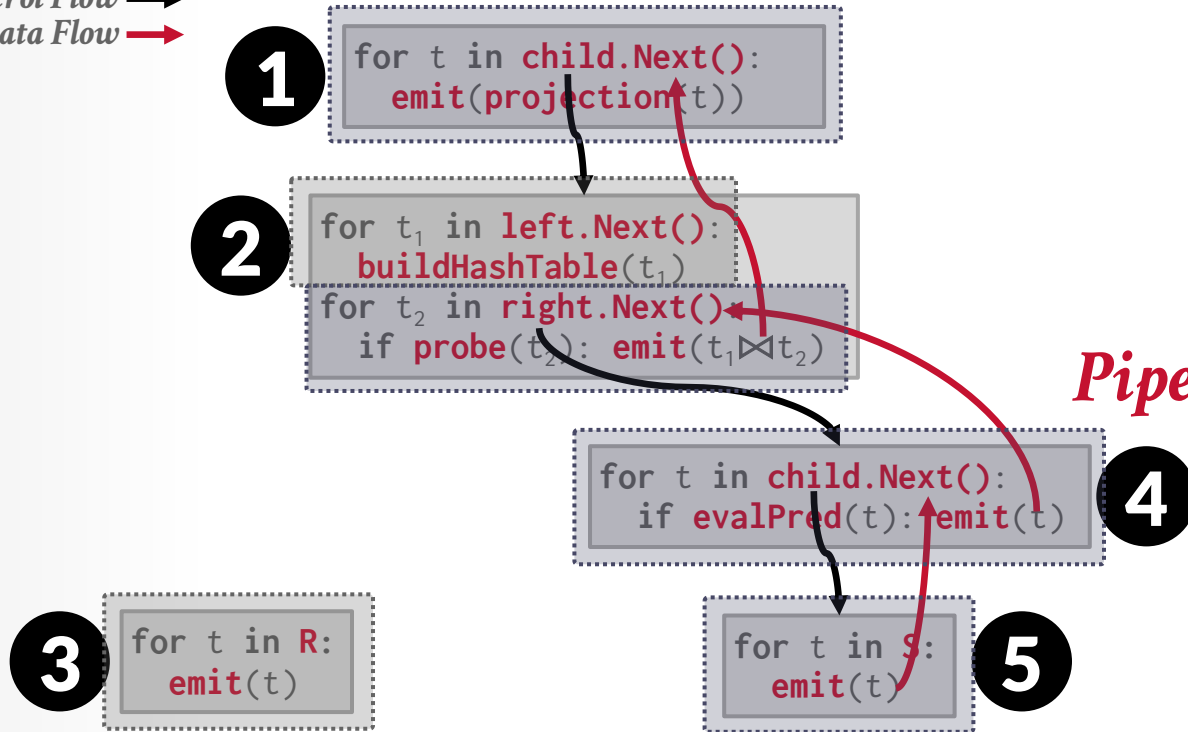 Flow
ata Flow
1
for t in child.Next():
emit(projection(t))
2
for t₁ in left.Next():
buildHashTable(t₁)
for t₂ in right.Next():
if probe(t₂): emit(t₁⨝t₂)
Pipe
for t in child.Next():
if evalPred(t): emit(t)
4
3
for t in R:
emit(t)
for t in S:
emit(t)
5